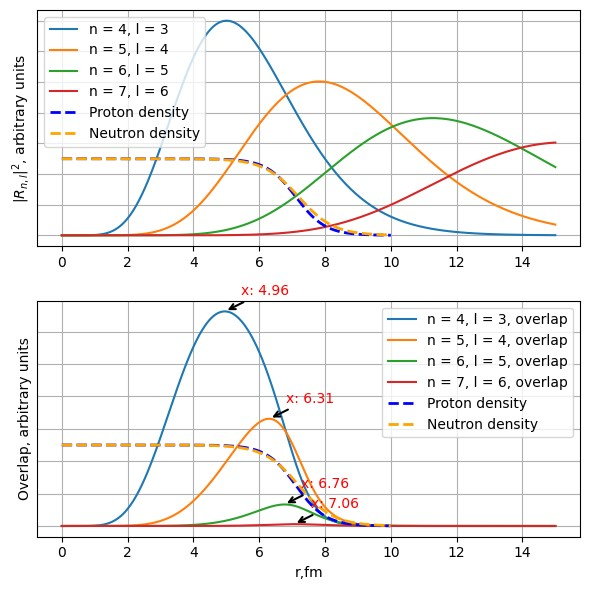 |R_{n,l}|^2, arbitrary units
n = 4, l = 3
n = 5, l = 4
n = 6, l = 5
n = 7, l = 6
Proton density
Neutron density
0 2 4 6 8 10 12 14
Overlap, arbitrary units
x: 4.96
x: 6.31
x: 6.76
x: 7.06
n = 4, l = 3, overlap
n = 5, l = 4, overlap
n = 6, l = 5, overlap
n = 7, l = 6, overlap
Proton density
Neutron density
0 2 4 6 8 10 12 14
r,fm